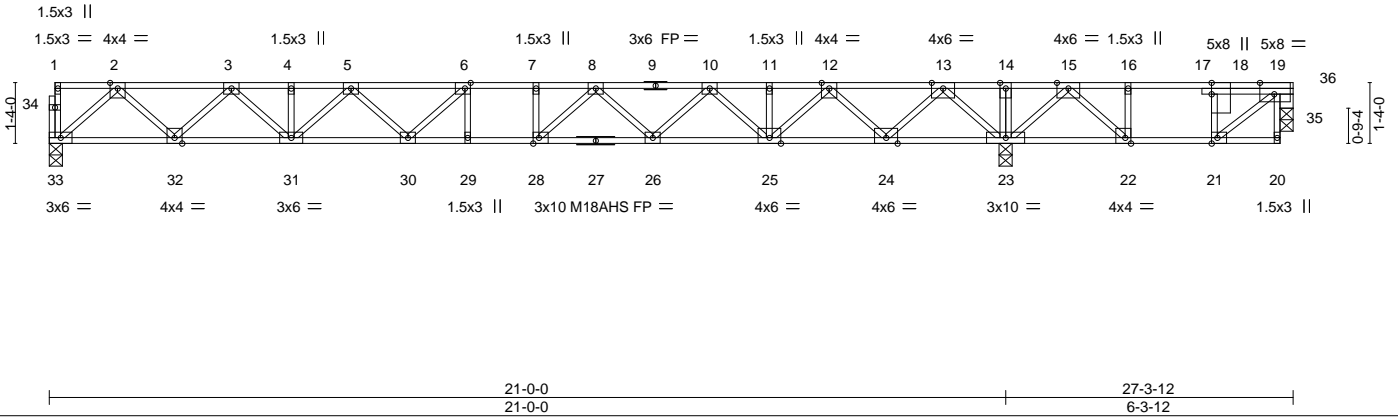 1.5x3 ||
1.5x3 = 4x4 = 1.5x3 || 1.5x3 || 3x6 FP = 1.5x3 || 4x4 = 4x6 = 4x6 = 1.5x3 || 5x8 || 5x8 =
1 2 3 4 5 6 7 8 9 10 11 12 13 14 15 16 17 18 19
36
34
1-4-0
35
0-9-4
1-4-0
33 32 31 30 29 28 27 26 25 24 23 22 21 20
3x6 = 4x4 = 3x6 = 1.5x3 || 3x10 M18AHS FP = 4x6 = 4x6 = 3x10 = 4x4 = 1.5x3 ||
21-0-0 27-3-12
21-0-0 6-3-12